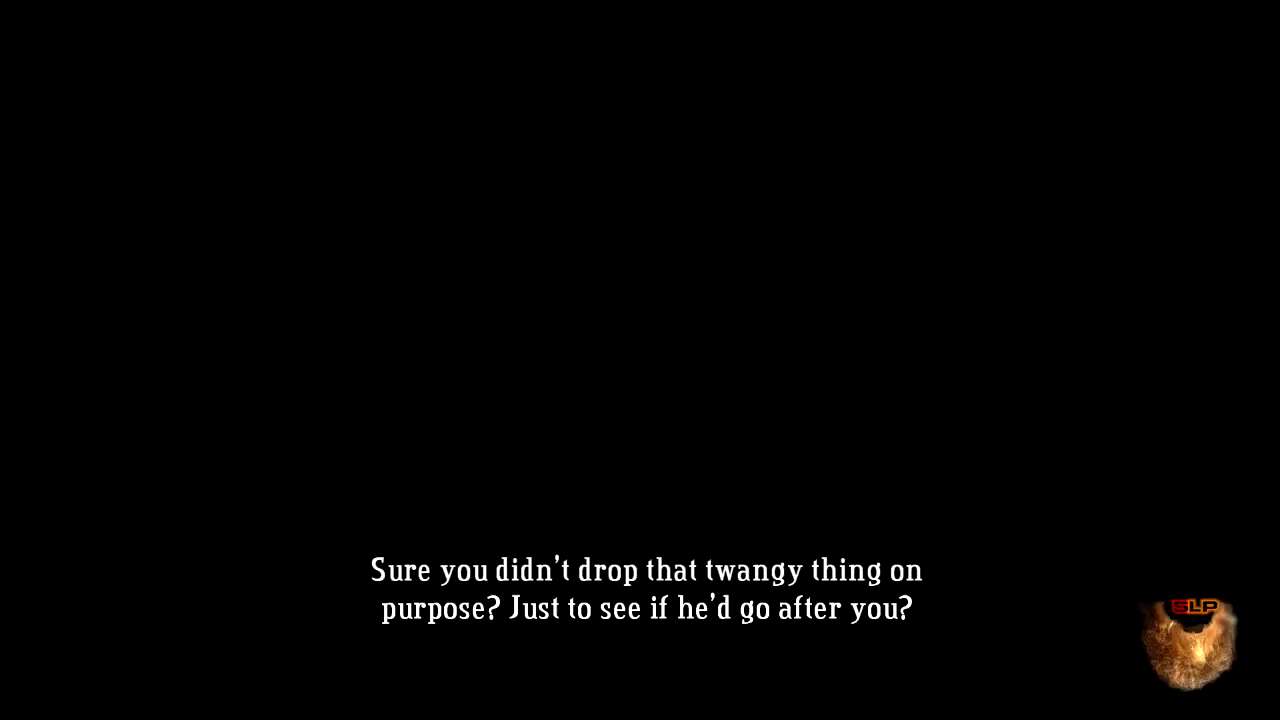 Sure you didn't drop that twangy thing on
purpose? Just to see if he'd go after you?
SLP